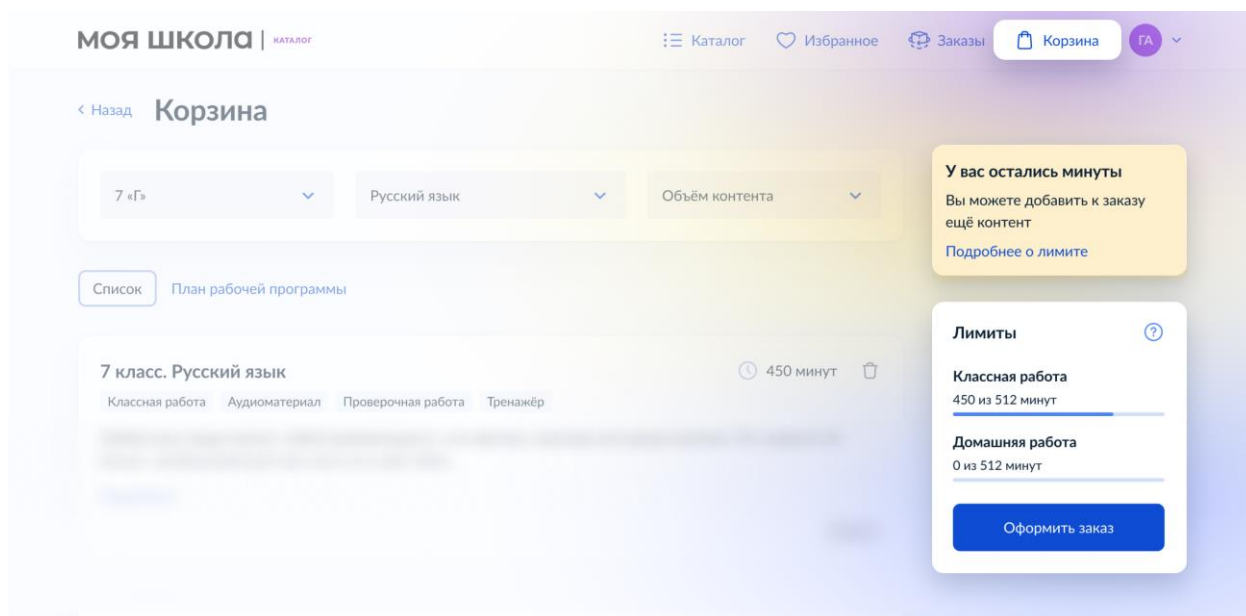 МОЯ ШКОЛА | КАТАЛОГ
Каталог
Избранное
Заказы
Корзина
ГА
Назад
Корзина
7 «Г»
Русский язык
Объём контента
У вас остались минуты
Вы можете добавить к заказу
ещё контент
Подробнее о лимите
Список
План рабочей программы
7 класс. Русский язык
450 минут
Классная работа
Аудиоматериал
Проверочная работа
Тренажёр
Лимиты
?
Классная работа
450 из 512 минут
Домашняя работа
0 из 512 минут
Оформить заказ